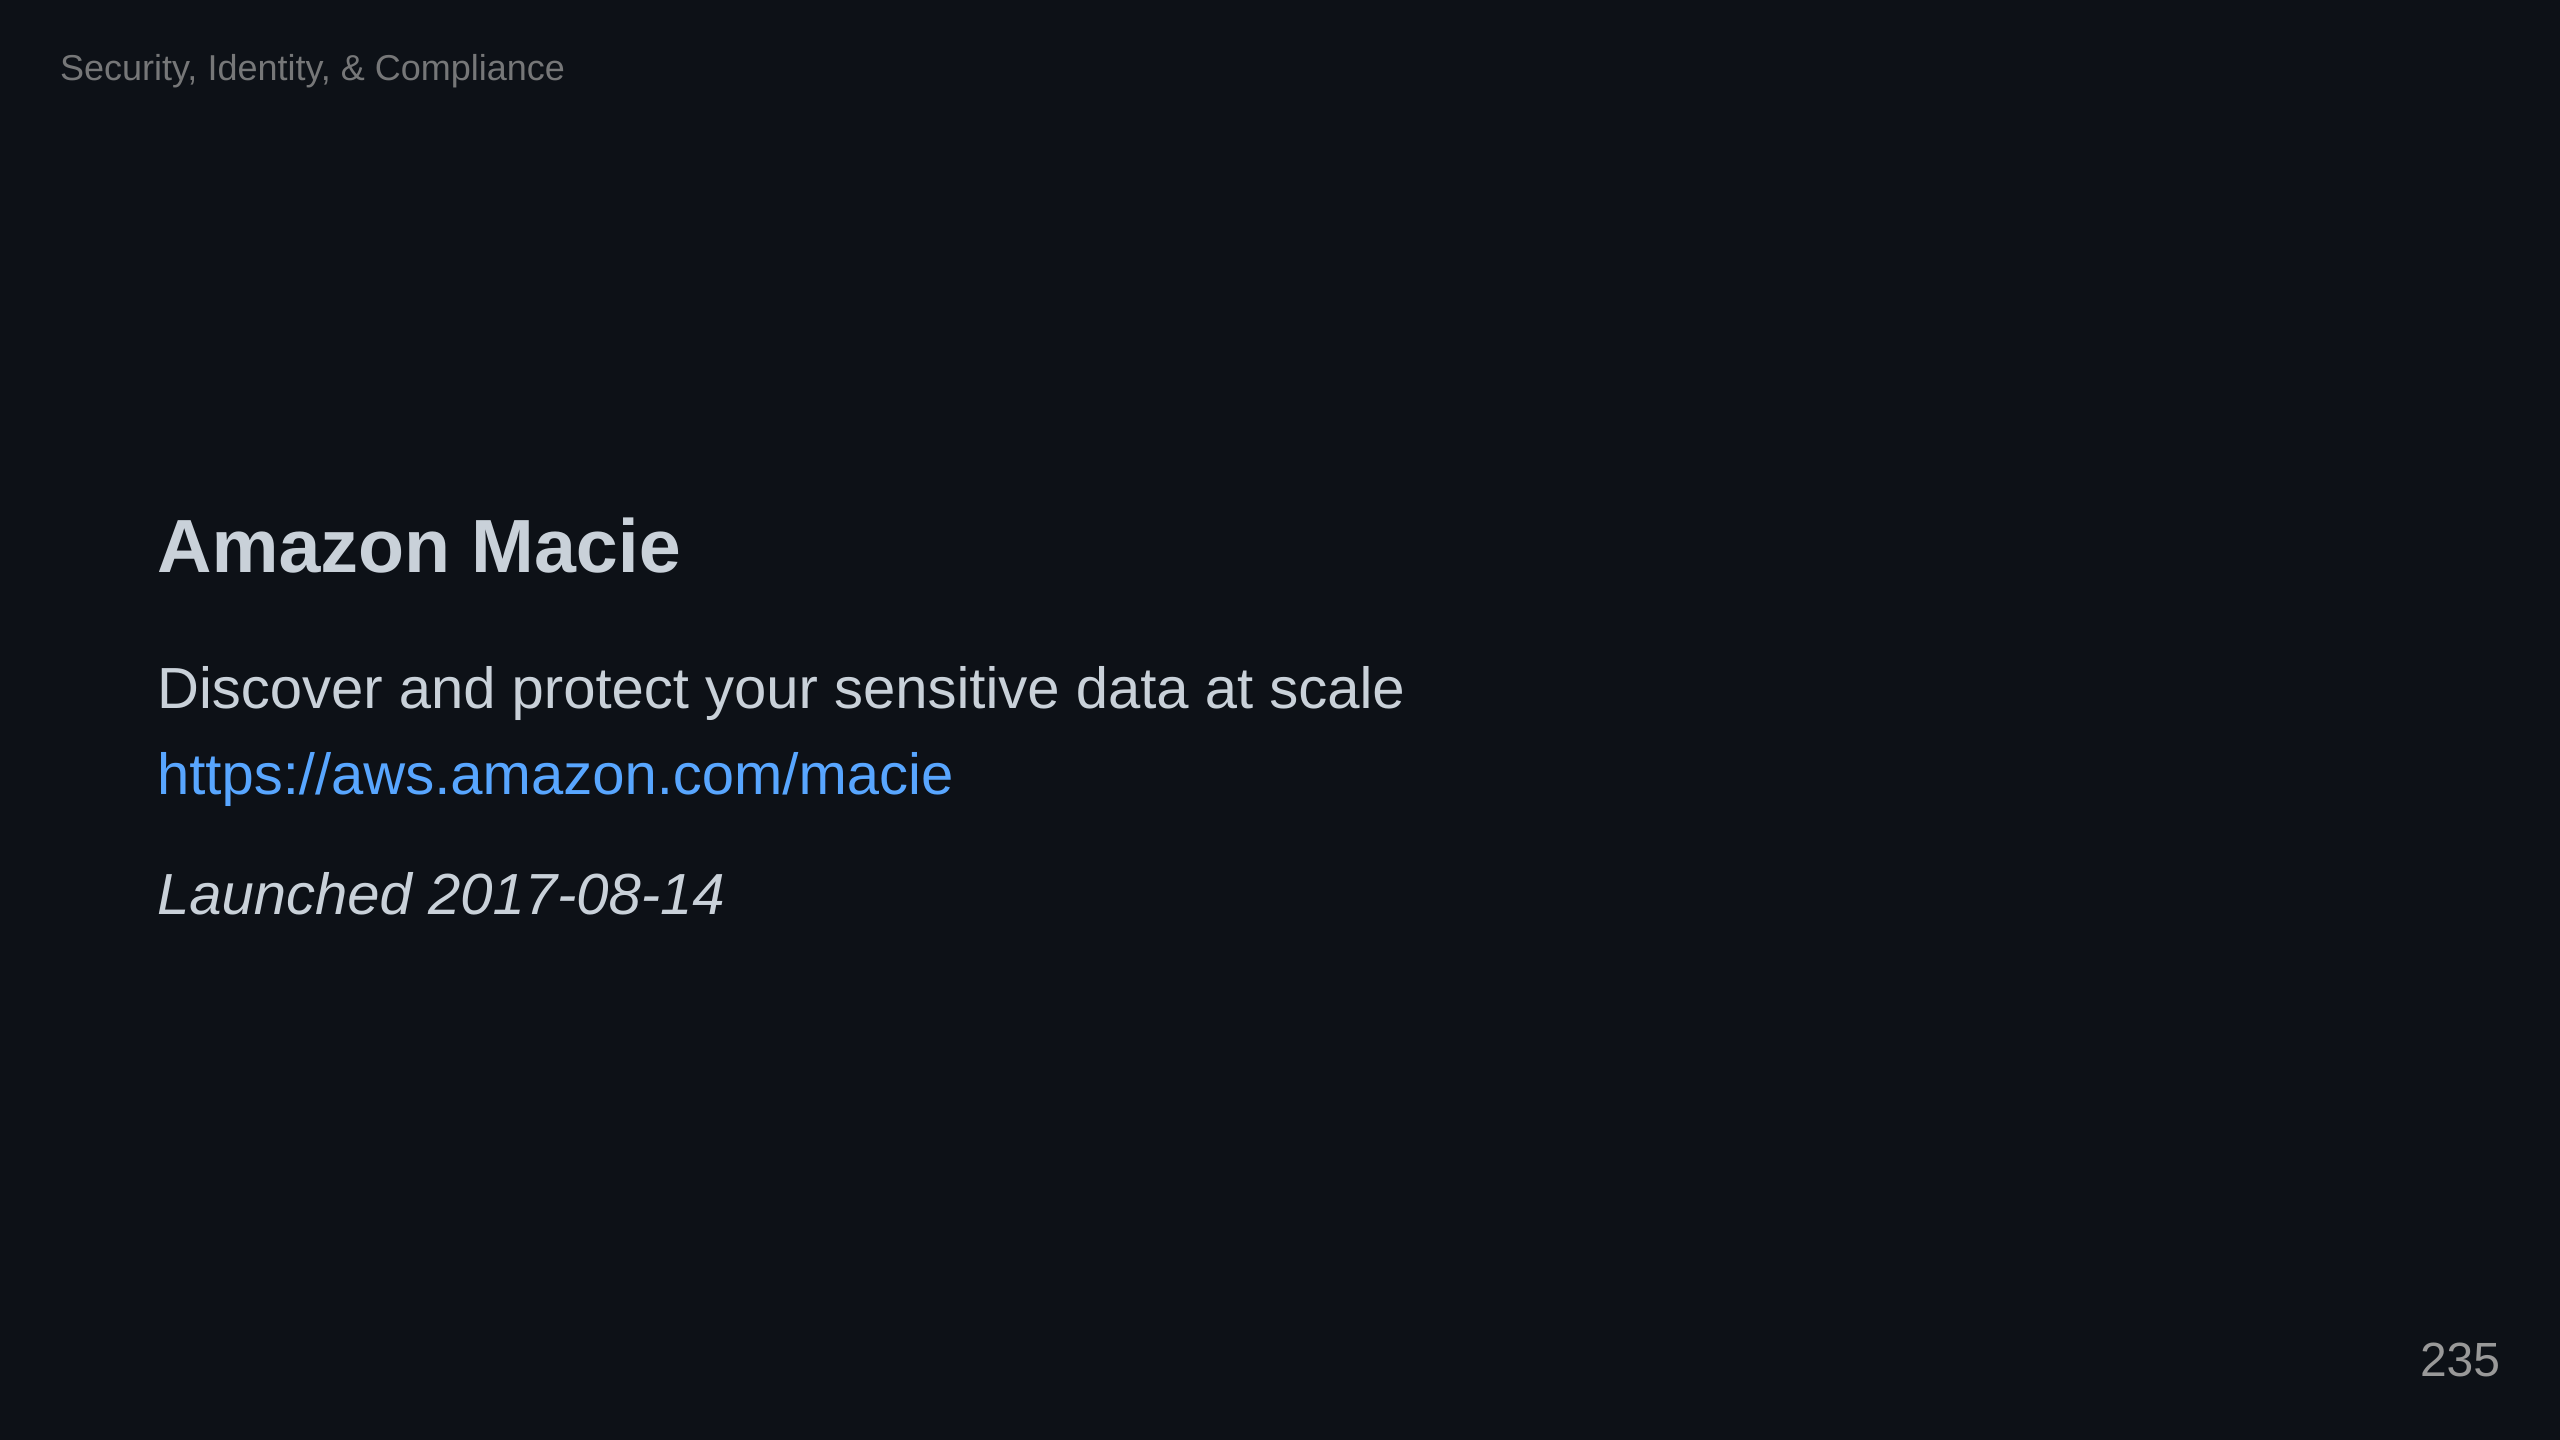 Security, Identity, & Compliance
Amazon Macie
Discover and protect your sensitive data at scale
https://aws.amazon.com/macie
Launched 2017-08-14
235